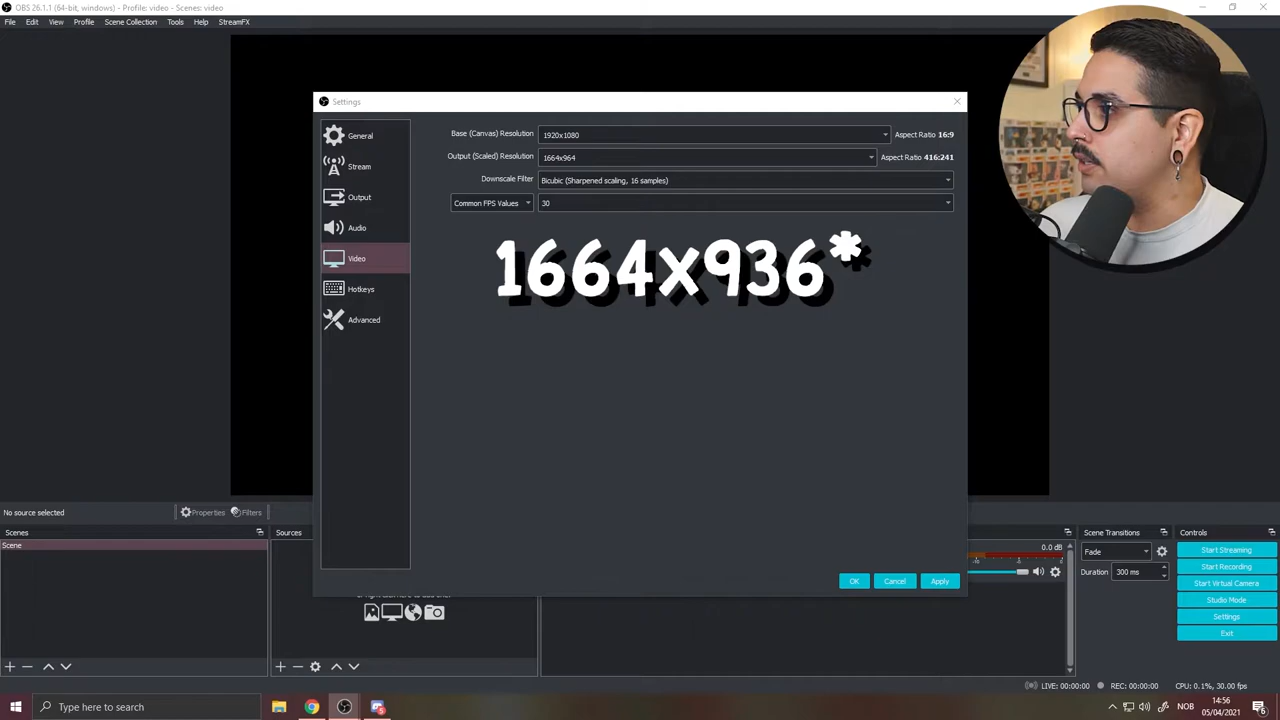 OBS 26.1.1 (64-bit, windows) - Profile: video - Scenes: video
File Edit View Profile Scene Collection Tools Help StreamFX
Settings
General
Stream
Output
Audio
Video
Hotkeys
Advanced
Base (Canvas) Resolution 1920x1080 Aspect Ratio 16:9
Output (Scaled) Resolution 1664x964 Aspect Ratio 416:241
Downscale Filter Bicubic (Sharpened scaling, 16 samples)
Common FPS Values 30
1664x936*
OK Cancel Apply
No source selected Properties Filters
Scenes
Scene
Sources
0.0 dB
Scene Transitions
Fade
Duration 300 ms
Controls
Start Streaming
Start Recording
Start Virtual Camera
Studio Mode
Settings
Exit
LIVE: 00:00:00 REC: 00:00:00 CPU: 0.1%, 30.00 fps
Type here to search
NOB
14:56
05/04/2021
6